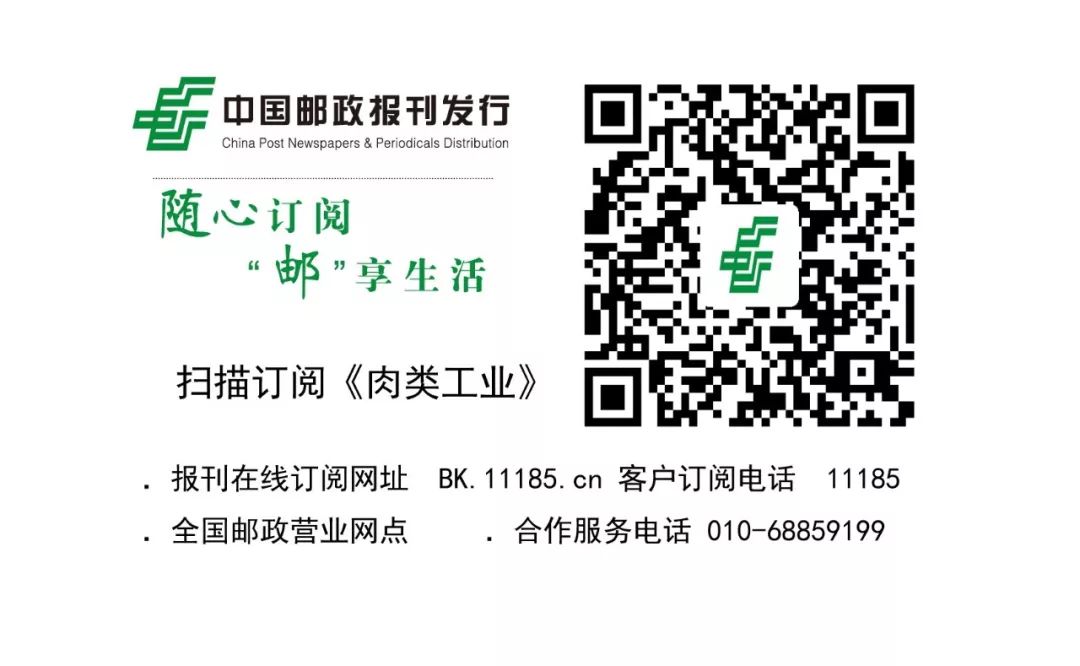 中国邮政报刊发行
China Post Newspapers & Periodicals Distribution
随心订阅
“邮”享生活
扫描订阅《肉类工业》
. 报刊在线订阅网址 BK.11185.cn 客户订阅电话 11185
. 全国邮政营业网点 . 合作服务电话 010-68859199